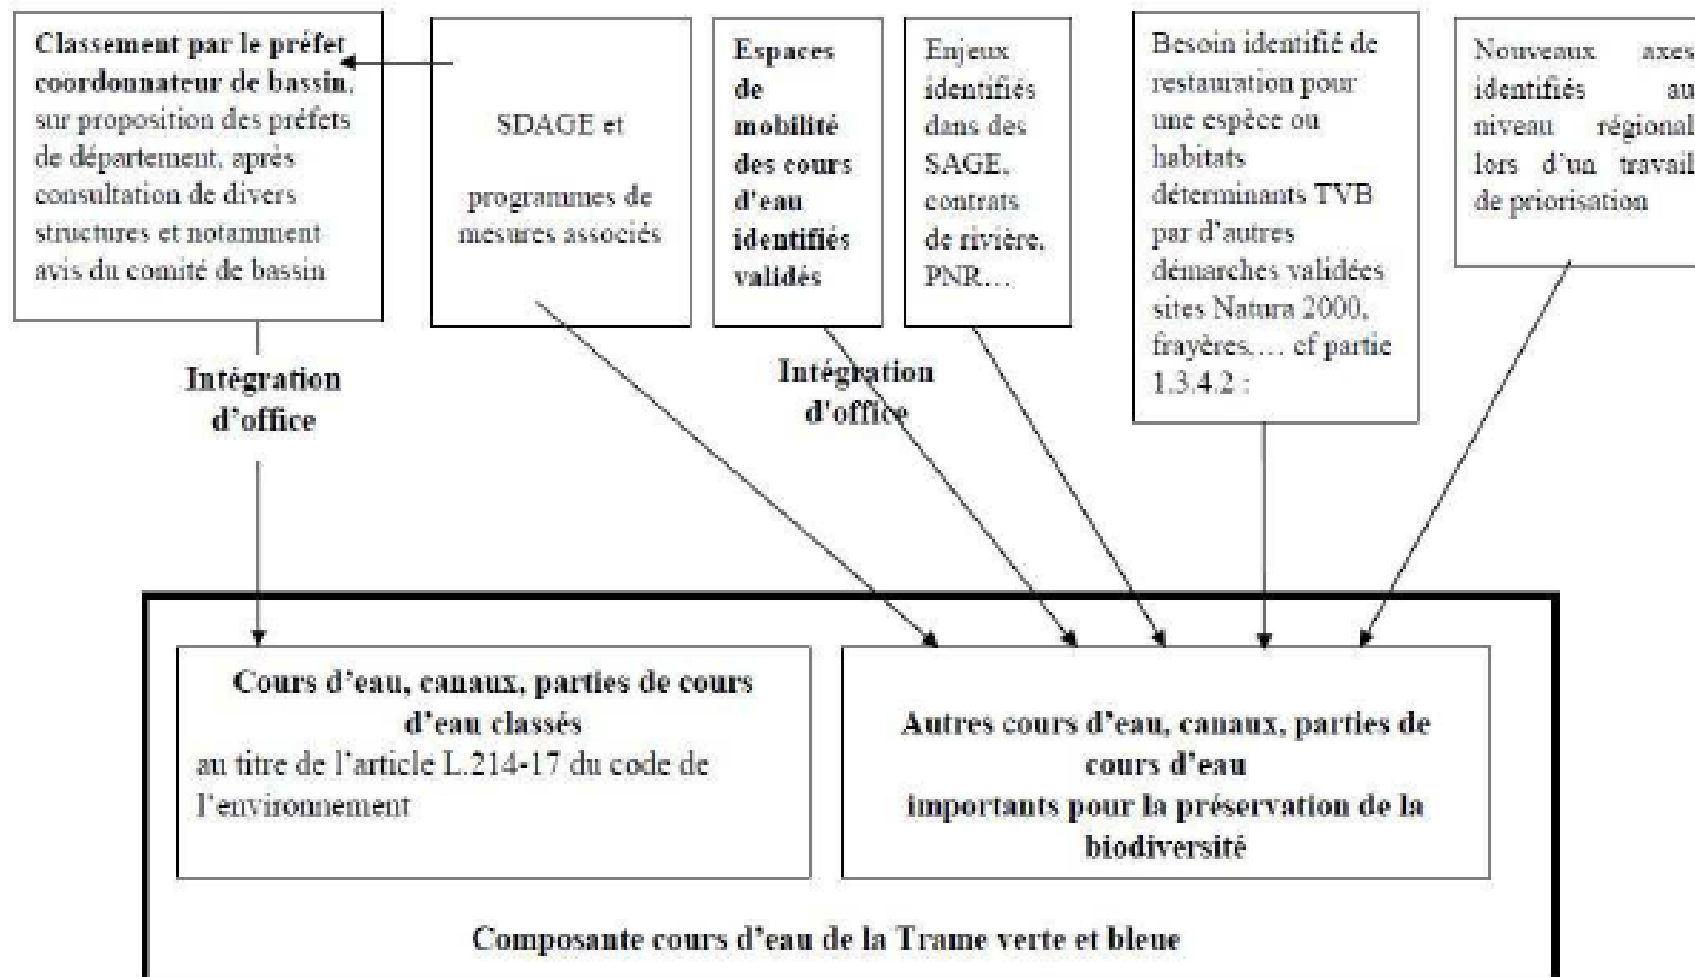 Classement par le préfet
coordonnateur de bassin,
sur proposition des préfets
de département, après
consultation de divers
structures et notamment
avis du comité de bassin
SDAGE et
programmes de
mesures associés
Espaces
de
mobilité
des cours
d'eau
identifiés
validés
Enjeux
identifiés
dans des
SAGE,
contrats
de rivière,
PNR…
Besoin identifié de
restauration pour
une espèce ou
habitats
déterminants TVB
par d'autres
démarches validées
sites Natura 2000,
frayères,… cf partie
1.3.4.2 :
Nouveaux axes
identifiés au
niveau régional
lors d'un travail
de priorisation
Intégration
d'office
Intégration
d'office
Cours d'eau, canaux, parties de cours
d'eau classés
au titre de l'article L.214-17 du code de
l'environnement
Autres cours d'eau, canaux, parties de
cours d'eau
importants pour la préservation de la
biodiversité
Composante cours d'eau de la Trame verte et bleue